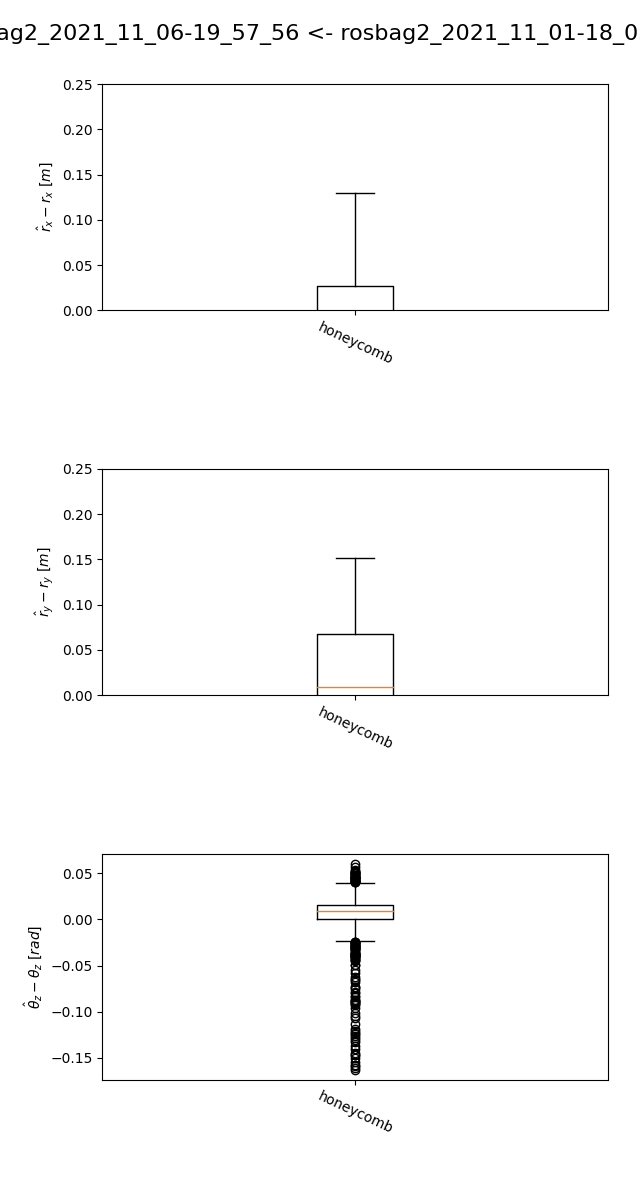 ag2_2021_11_06-19_57_56 <- rosbag2_2021_11_01-18_0
0.25
0.20
0.15
0.10
0.05
0.00
r̂x − rx [m]
honeycomb
0.25
0.20
0.15
0.10
0.05
0.00
r̂y − ry [m]
honeycomb
0.05
0.00
−0.05
−0.10
−0.15
θ̂z − θz [rad]
honeycomb